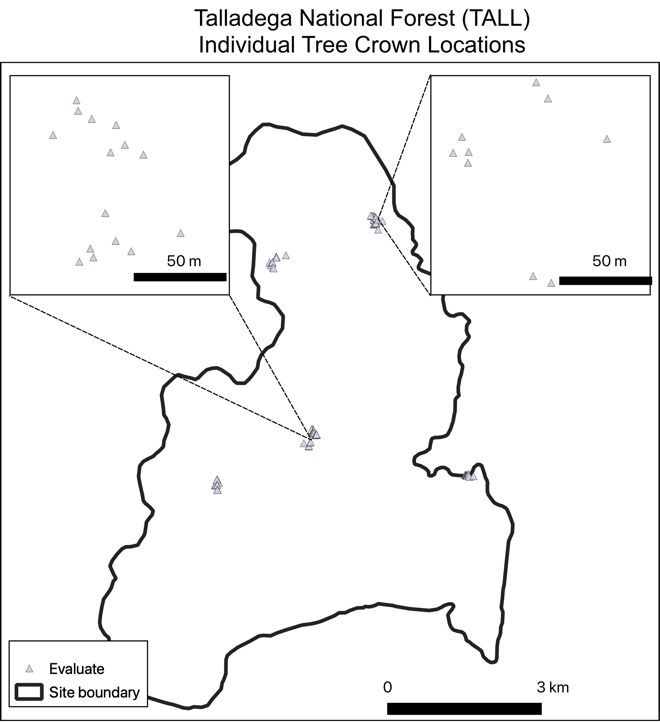 Talladega National Forest (TALL)
Individual Tree Crown Locations
50 m
50 m
Evaluate
Site boundary
0 3 km